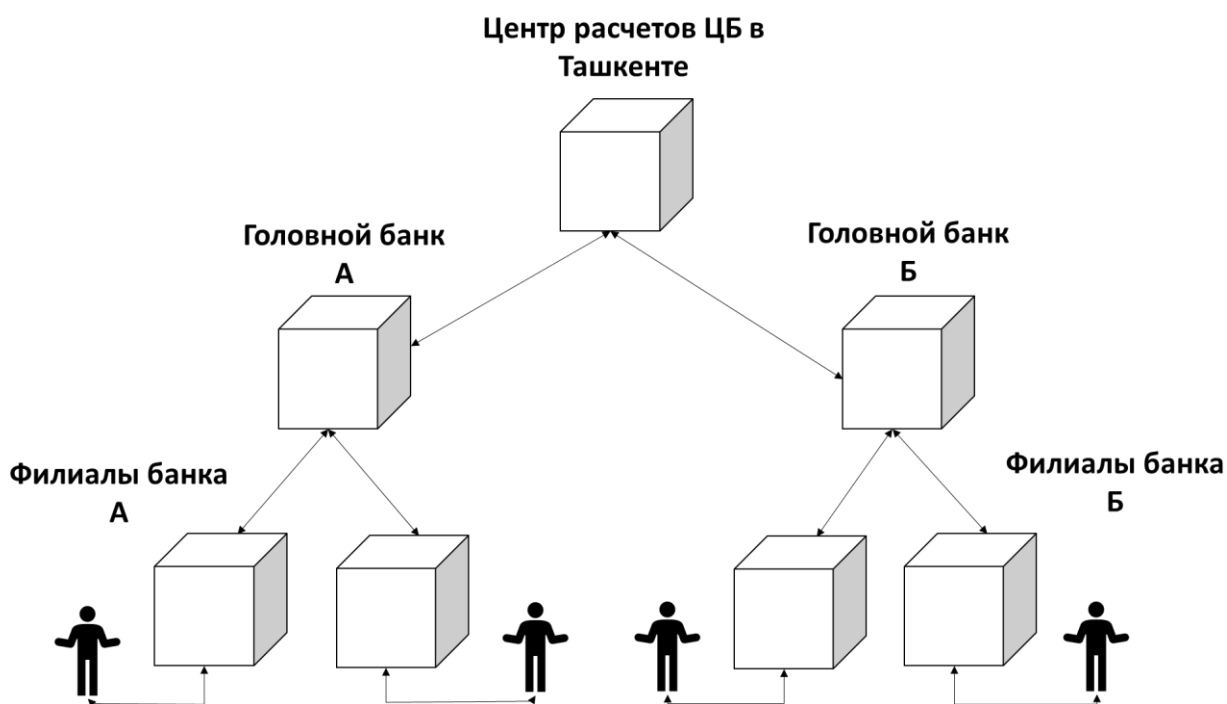 Центр расчетов ЦБ в
Ташкенте
Головной банк
А
Головной банк
Б
Филиалы банка
А
Филиалы банка
Б